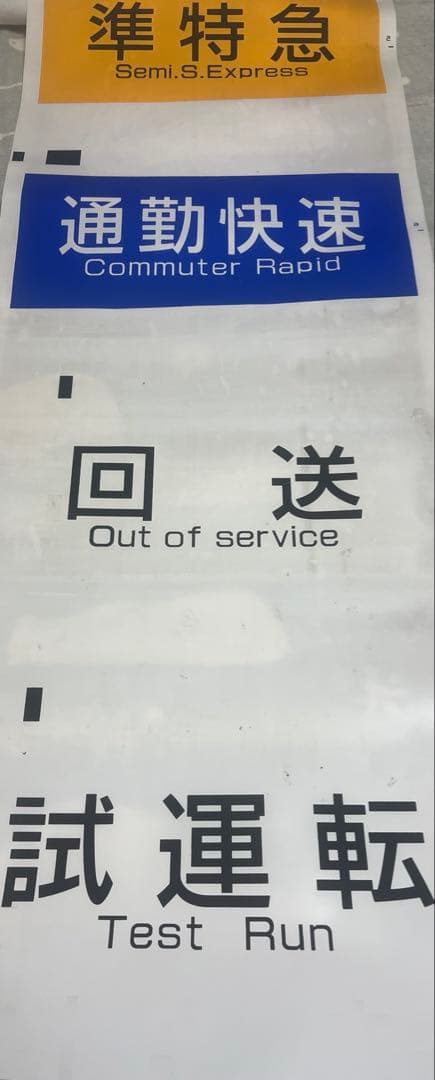 準特急
Semi.S.Express
通勤快速
Commuter Rapid
回 送
Out of service
試運転
Test Run